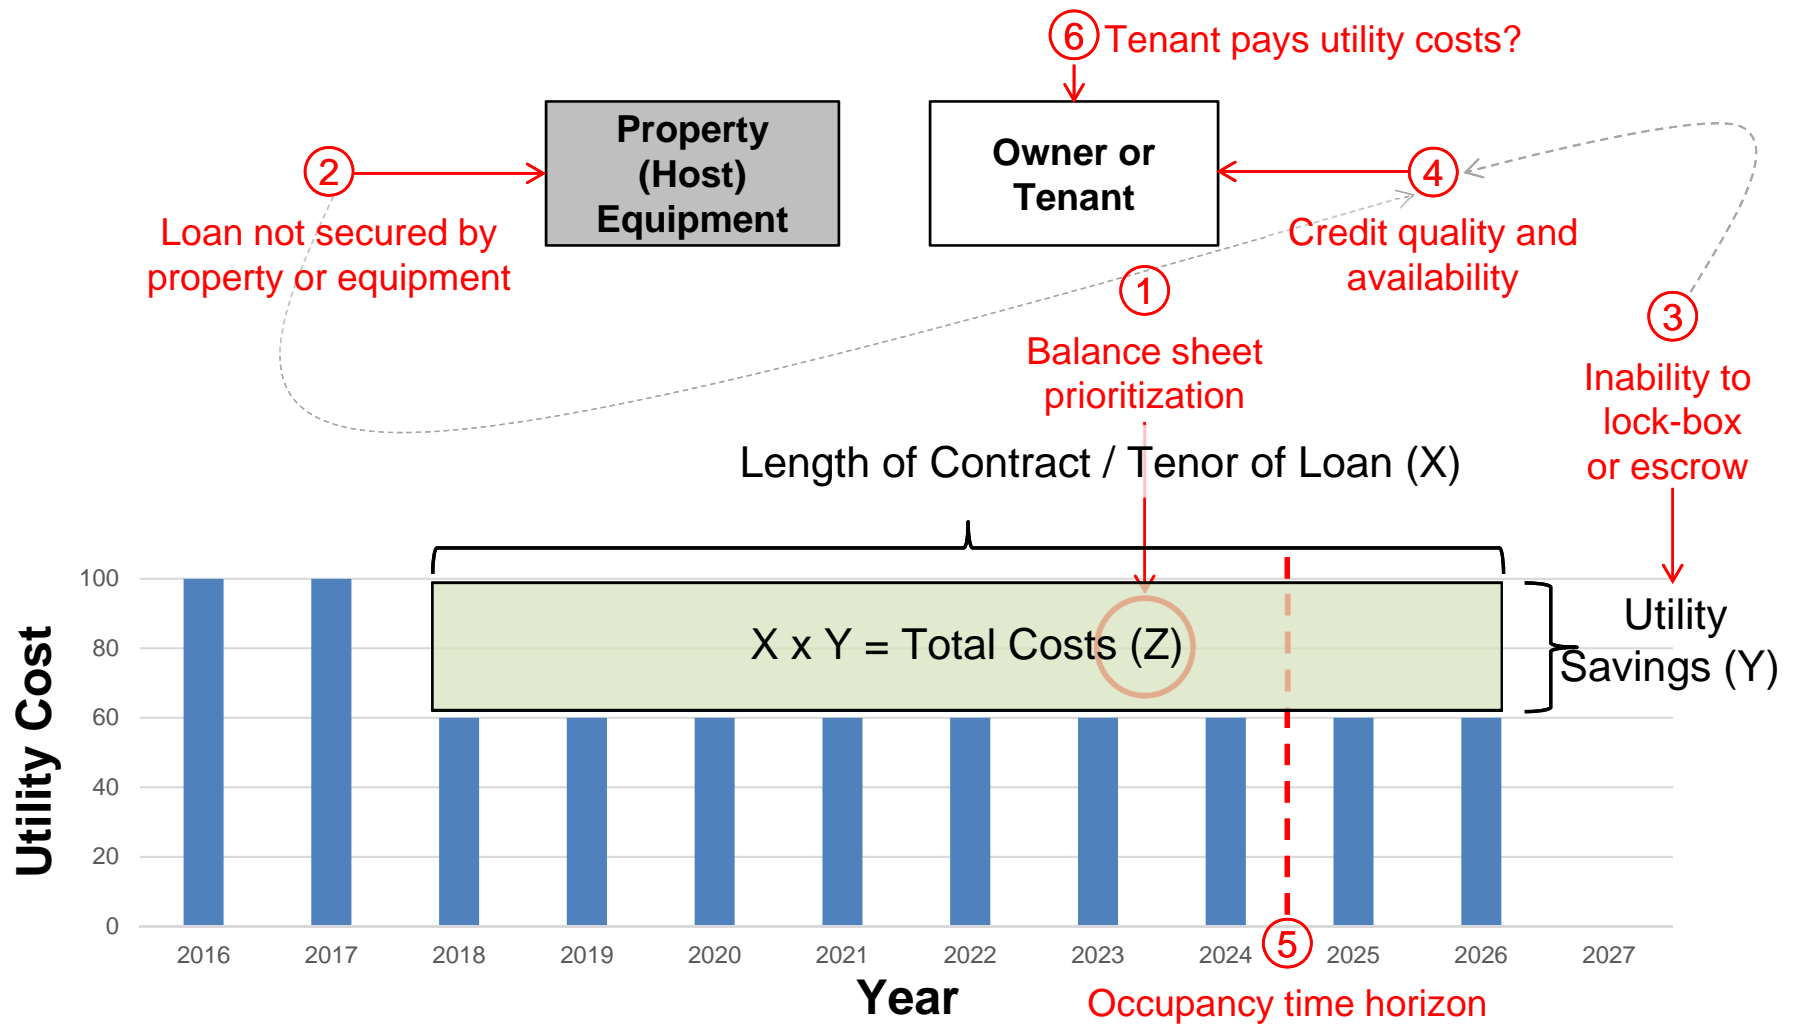 6 Tenant pays utility costs?
Property
(Host)
Equipment
Owner or
Tenant
2
Loan not secured by
property or equipment
4
Credit quality and
availability
1
Balance sheet
prioritization
3
Inability to
lock-box
or escrow
Length of Contract / Tenor of Loan (X)
X x Y = Total Costs (Z)
Utility
Savings (Y)
Utility Cost
100
80
60
40
20
0
2016 2017 2018 2019 2020 2021 2022 2023 2024 2025 2026 2027
5
Year
Occupancy time horizon